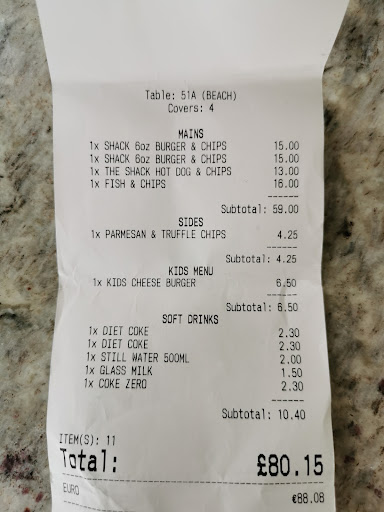 Table: 51A (BEACH)
Covers: 4
MAINS
1x SHACK 6oz BURGER & CHIPS 15.00
1x SHACK 6oz BURGER & CHIPS 15.00
1x THE SHACK HOT DOG & CHIPS 13.00
1x FISH & CHIPS 16.00
------
Subtotal: 59.00
SIDES
1x PARMESAN & TRUFFLE CHIPS 4.25
------
Subtotal: 4.25
KIDS MENU
1x KIDS CHEESE BURGER 6.50
------
Subtotal: 6.50
SOFT DRINKS
1x DIET COKE 2.30
1x DIET COKE 2.30
1x STILL WATER 500ML 2.00
1x GLASS MILK 1.50
1x COKE ZERO 2.30
------
Subtotal: 10.40
ITEM(S): 11
Total: £80.15
EURO €88.08